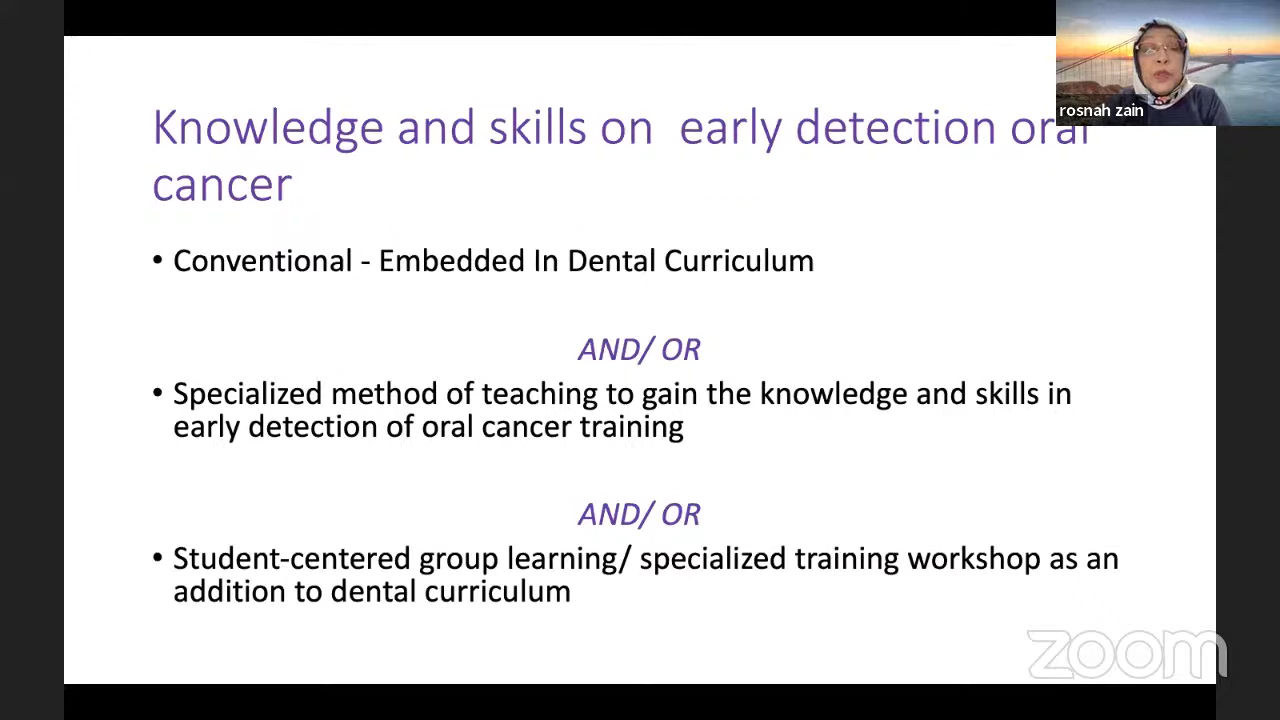 Knowledge and skills on early detection oral
cancer
rosnah zain
• Conventional - Embedded In Dental Curriculum
AND/ OR
• Specialized method of teaching to gain the knowledge and skills in
early detection of oral cancer training
AND/ OR
• Student-centered group learning/ specialized training workshop as an
addition to dental curriculum
zoom